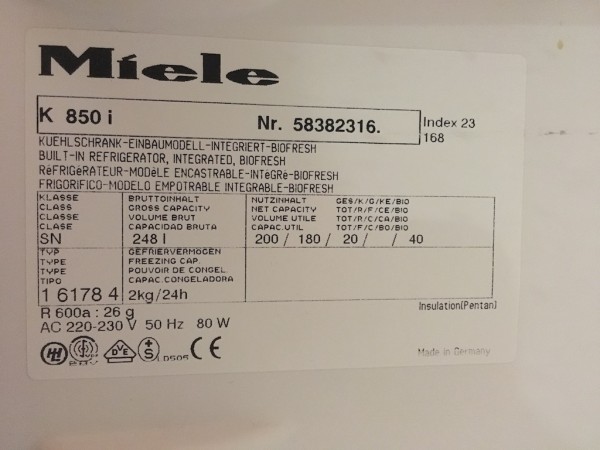 Miele
K 850 i Nr. 58382316. Index 23
168
KUEHLSCHRANK-EINBAUMODELL-INTEGRIERT-BIOFRESH
BUILT-IN REFRIGERATOR, INTEGRATED, BIOFRESH
RéFRIGéRATEUR-MODèLE ENCASTRABLE-INTéGRé-BIOFRESH
FRIGORIFICO-MODELO EMPOTRABLE INTEGRABLE-BIOFRESH
KLASSE BRUTTOINHALT NUTZINHALT GES/K/G/KE/BIO
CLASS GROSS CAPACITY NET CAPACITY TOT/R/F/CE/BIO
CLASSE VOLUME BRUT VOLUME UTILE TOT/R/C/CA/BIO
CLASE CAPACIDAD BRUTA CAPAC.UTIL TOT/F/C/BO/BIO
SN 248 l 200 / 180 / 20 / / 40
TYP GEFRIERVERMÖGEN
TYPE FREEZING CAP.
TYPE POUVOIR DE CONGEL.
TIPO CAPAC.CONGELADORA
1 6178 4 2kg/24h
R 600a : 26 g Insulation(Pentan)
AC 220-230 V 50 Hz 80 W
DVE +S CE
Made in Germany